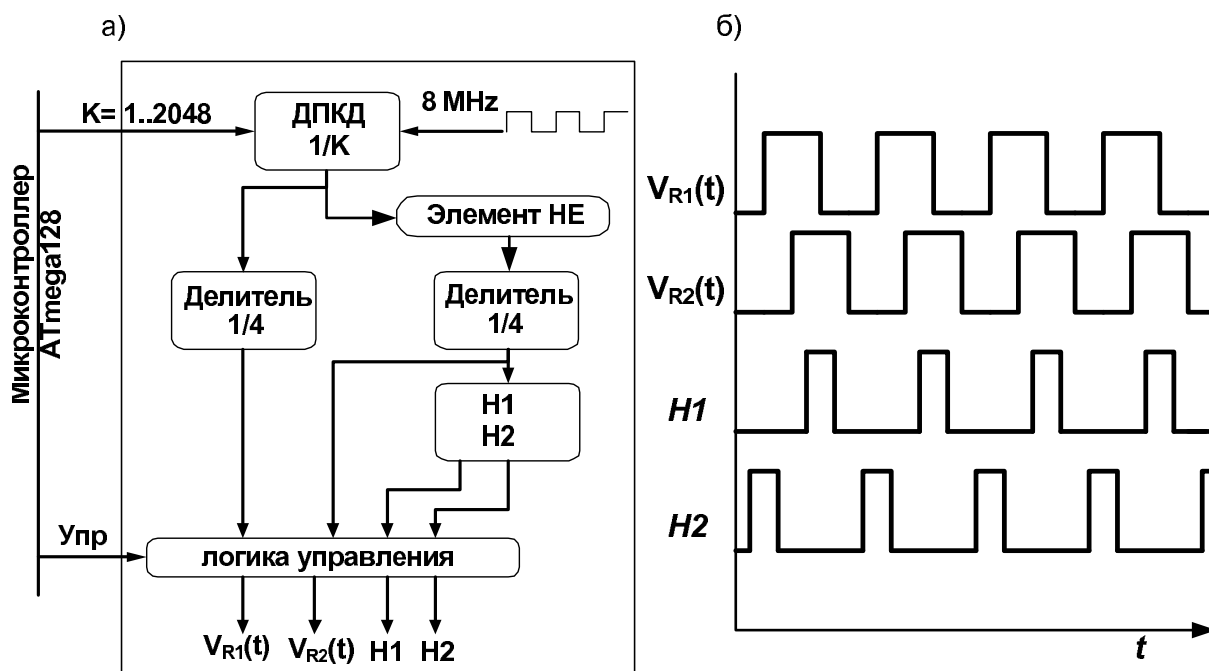 а)
K= 1..2048
ДПКД
1/K
8 MHz
Элемент НЕ
Микроконтроллер
ATmega128
Делитель
1/4
Делитель
1/4
H1
H2
Упр
логика управления
VR1(t)
VR2(t)
H1
H2
б)
VR1(t)
VR2(t)
H1
H2
t